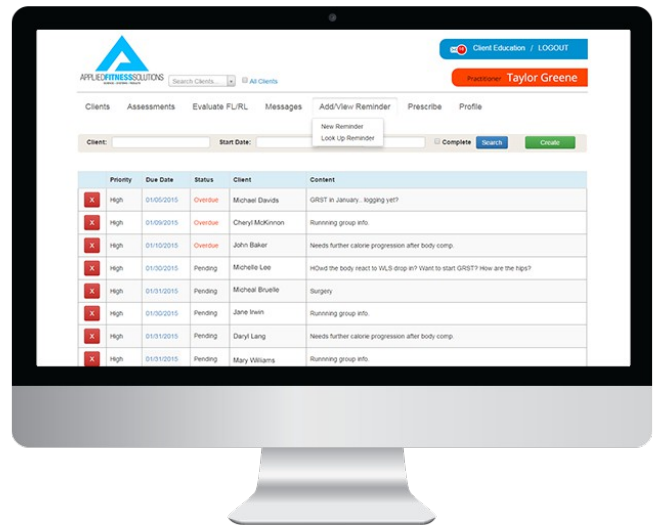 Client Education / LOGOUT
APPLIEDFITNESSSOLUTIONS
Search Clients...
All Clients
Practitioner Taylor Greene
Clients Assessments Evaluate FL/RL Messages Add/View Reminder Prescribe Profile
New Reminder
Look Up Reminder
Client: Start Date: Complete Search Create
Priority Due Date Status Client Content
X High 01/05/2015 Overdue Michael Davids GRST in January.. logging yet?
X High 01/09/2015 Overdue Cheryl McKinnon Runnning group info.
X High 01/10/2015 Overdue John Baker Needs further calorie progression after body comp.
X High 01/30/2015 Pending Michelle Lee HOwd the body react to WLS drop in? Want to start GRST? How are the hips?
X High 01/31/2015 Pending Micheal Bruelle Surgery
X High 01/30/2015 Pending Jane Irwin Runnning group info.
X High 01/31/2015 Pending Daryl Lang Needs further calorie progression after body comp.
X High 01/31/2015 Pending Mary Williams Runnning group info.